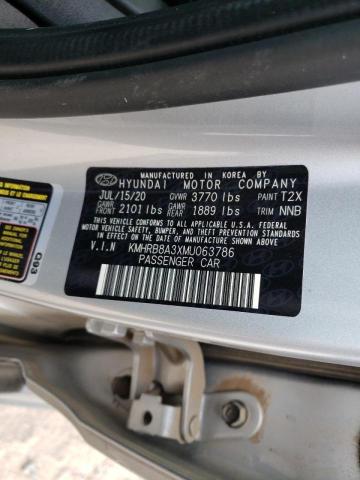 MANUFACTURED IN KOREA BY
HYUNDAI MOTOR COMPANY
JUL/15/20 GVWR 3770 lbs PAINT T2X
GAWR FRONT 2101 lbs GAWR REAR 1889 lbs TRIM NNB
THIS VEHICLE CONFORMS TO ALL APPLICABLE U.S.A. FEDERAL
MOTOR VEHICLE SAFETY, BUMPER, AND THEFT PREVENTION STANDARDS
IN EFFECT ON THE DATE OF MANUFACTURE SHOWN ABOVE.
V.I.N KMHRB8A3XMU063786
PASSENGER CAR